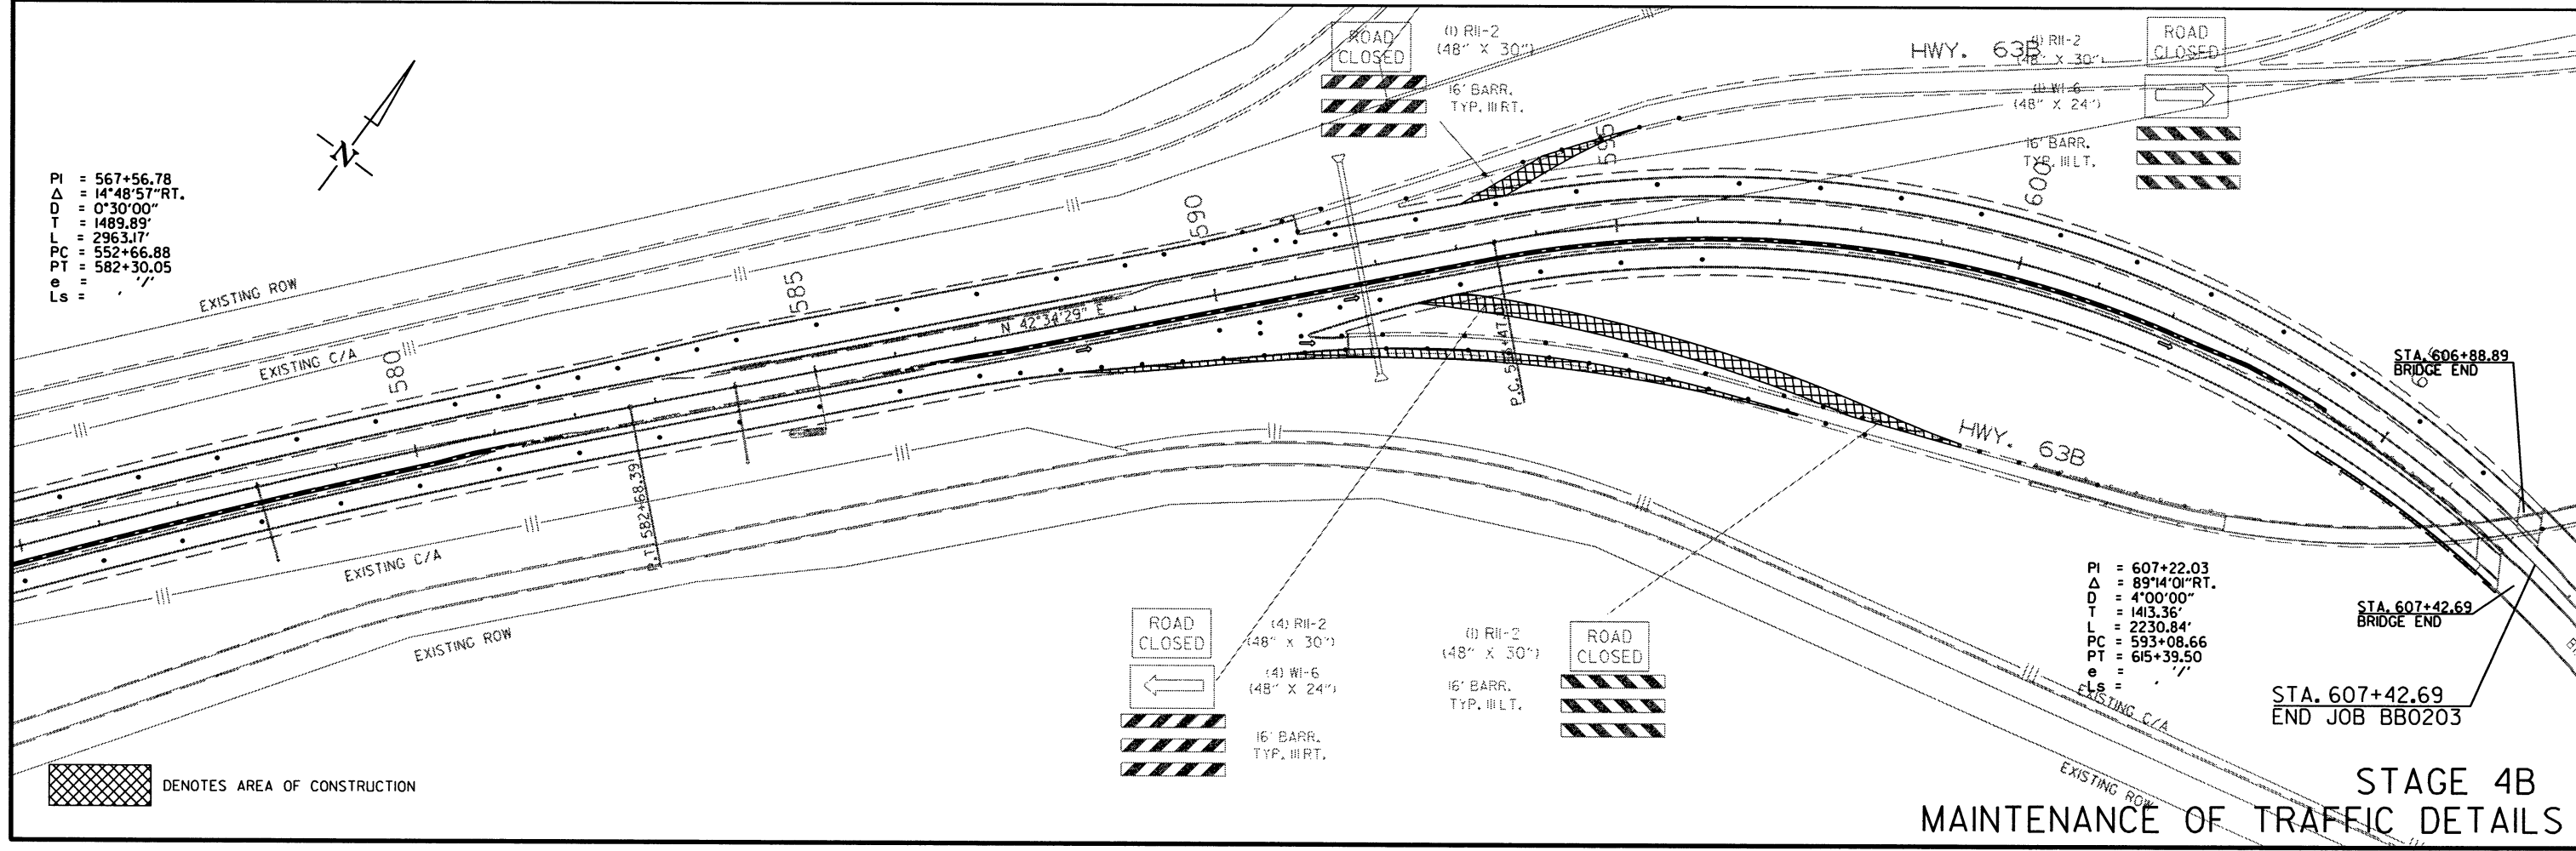 ROAD
CLOSED
(1) R11-2
(48" X 30")
16' BARR.
TYP. III RT.
HWY. 63B
(1) R11-2
(48" X 30")
ROAD
CLOSED
(1) W1-6
(48" X 24")
16' BARR.
TYP. III LT.
N
PI = 567+56.78
Δ = 14°48'57"RT.
D = 0°30'00"
T = 1489.89'
L = 2963.17'
PC = 552+66.88
PT = 582+30.05
e = '/'
Ls = '
EXISTING ROW
EXISTING C/A
580
585
590
595
600
N 42°34'29" E
P.T. 582+68.39
HWY. 63B
STA. 606+88.89
BRIDGE END
EXISTING C/A
EXISTING ROW
PI = 607+22.03
Δ = 89°14'01"RT.
D = 4°00'00"
T = 1413.36'
L = 2230.84'
PC = 593+08.66
PT = 615+39.50
e = '/'
Ls = '
STA. 607+42.69
BRIDGE END
ROAD
CLOSED
(4) R11-2
(48" X 30")
(4) W1-6
(48" X 24")
16' BARR.
TYP. III RT.
(1) R11-2
(48" X 30")
ROAD
CLOSED
16' BARR.
TYP. III LT.
EXISTING C/A
STA. 607+42.69
END JOB BB0203
EXISTING ROW
DENOTES AREA OF CONSTRUCTION
STAGE 4B
MAINTENANCE OF TRAFFIC DETAILS